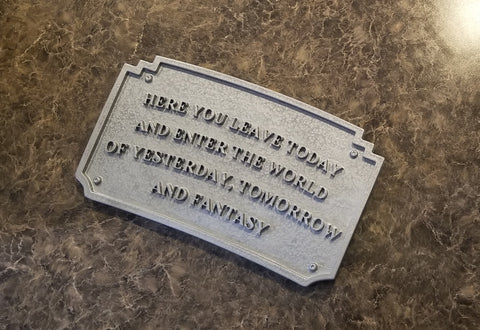 HERE YOU LEAVE TODAY
AND ENTER THE WORLD
OF YESTERDAY, TOMORROW
AND FANTASY